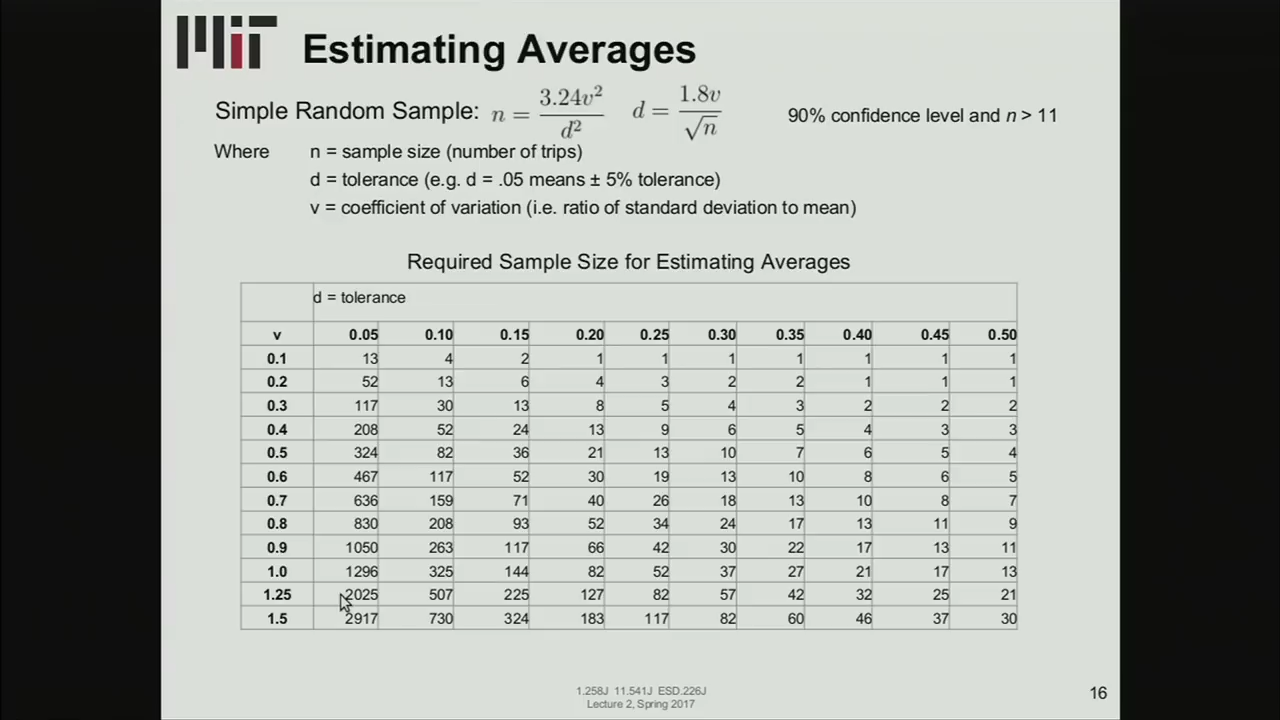 MIT
Estimating Averages
Simple Random Sample: n = 3.24v²/d² d = 1.8v/√n 90% confidence level and n > 11
Where n = sample size (number of trips)
d = tolerance (e.g. d = .05 means ± 5% tolerance)
v = coefficient of variation (i.e. ratio of standard deviation to mean)
Required Sample Size for Estimating Averages
d = tolerance
v 0.05 0.10 0.15 0.20 0.25 0.30 0.35 0.40 0.45 0.50
0.1 13 4 2 1 1 1 1 1 1 1
0.2 52 13 6 4 3 2 2 1 1 1
0.3 117 30 13 8 5 4 3 2 2 2
0.4 208 52 24 13 9 6 5 4 3 3
0.5 324 82 36 21 13 10 7 6 5 4
0.6 467 117 52 30 19 13 10 8 6 5
0.7 636 159 71 40 26 18 13 10 8 7
0.8 830 208 93 52 34 24 17 13 11 9
0.9 1050 263 117 66 42 30 22 17 13 11
1.0 1296 325 144 82 52 37 27 21 17 13
1.25 2025 507 225 127 82 57 42 32 25 21
1.5 2917 730 324 183 117 82 60 46 37 30
1.258J 11.541J ESD.226J
Lecture 2, Spring 2017
16